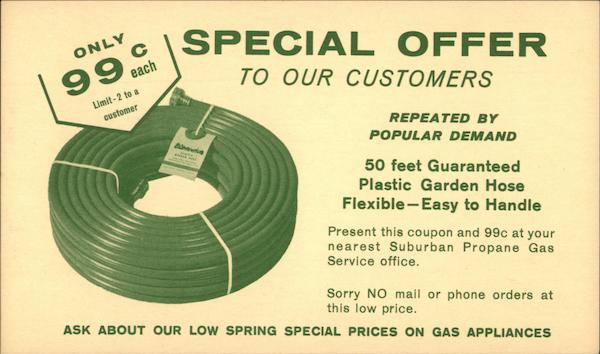 ONLY
99c
each
Limit-2 to a
customer
SPECIAL OFFER
TO OUR CUSTOMERS
REPEATED BY
POPULAR DEMAND
50 feet Guaranteed
Plastic Garden Hose
Flexible—Easy to Handle
Present this coupon and 99c at your
nearest Suburban Propane Gas
Service office.
Sorry NO mail or phone orders at
this low price.
ASK ABOUT OUR LOW SPRING SPECIAL PRICES ON GAS APPLIANCES